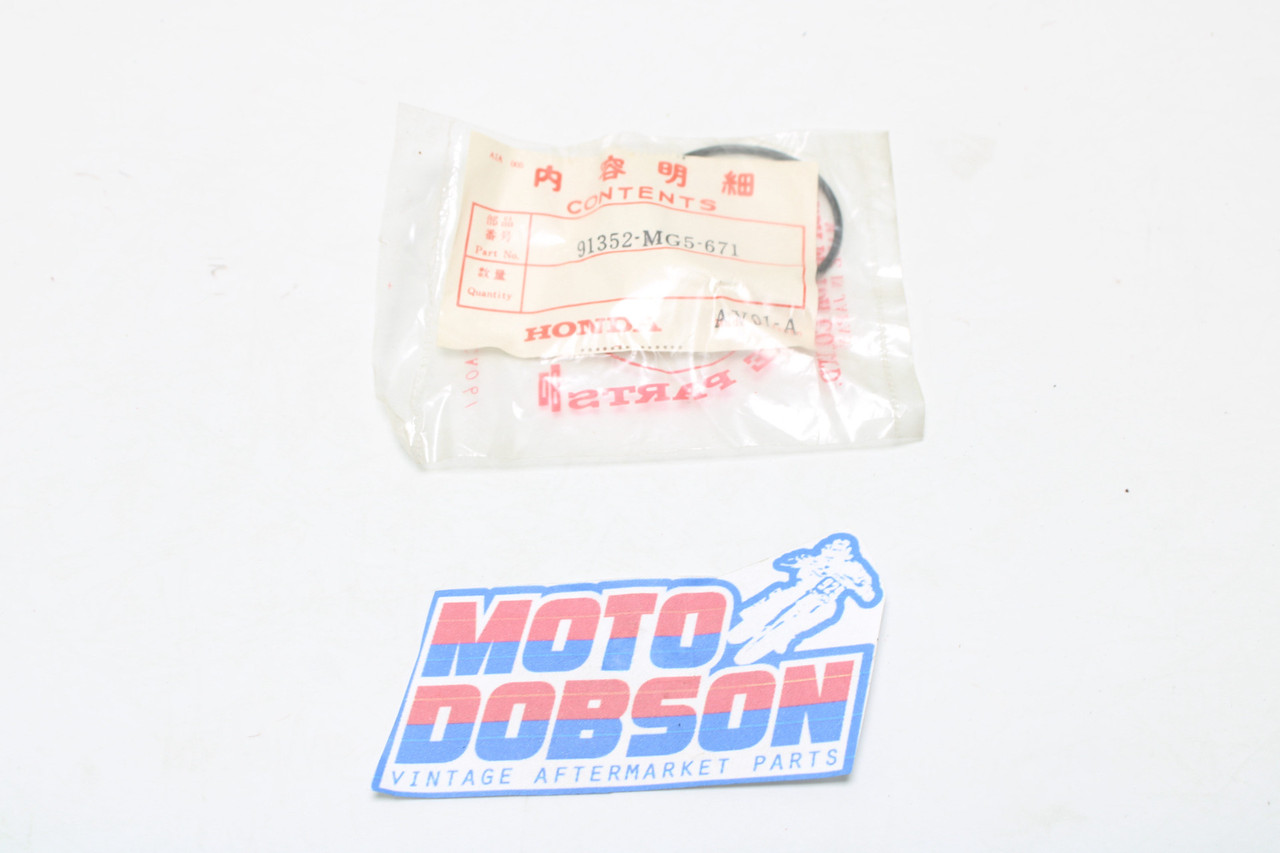 内容明細
CONTENTS
部品
番号
Part No.
91352-MG5-671
数量
Quantity
HONDA
PARTS
MOTO
DOBSON
VINTAGE AFTERMARKET PARTS